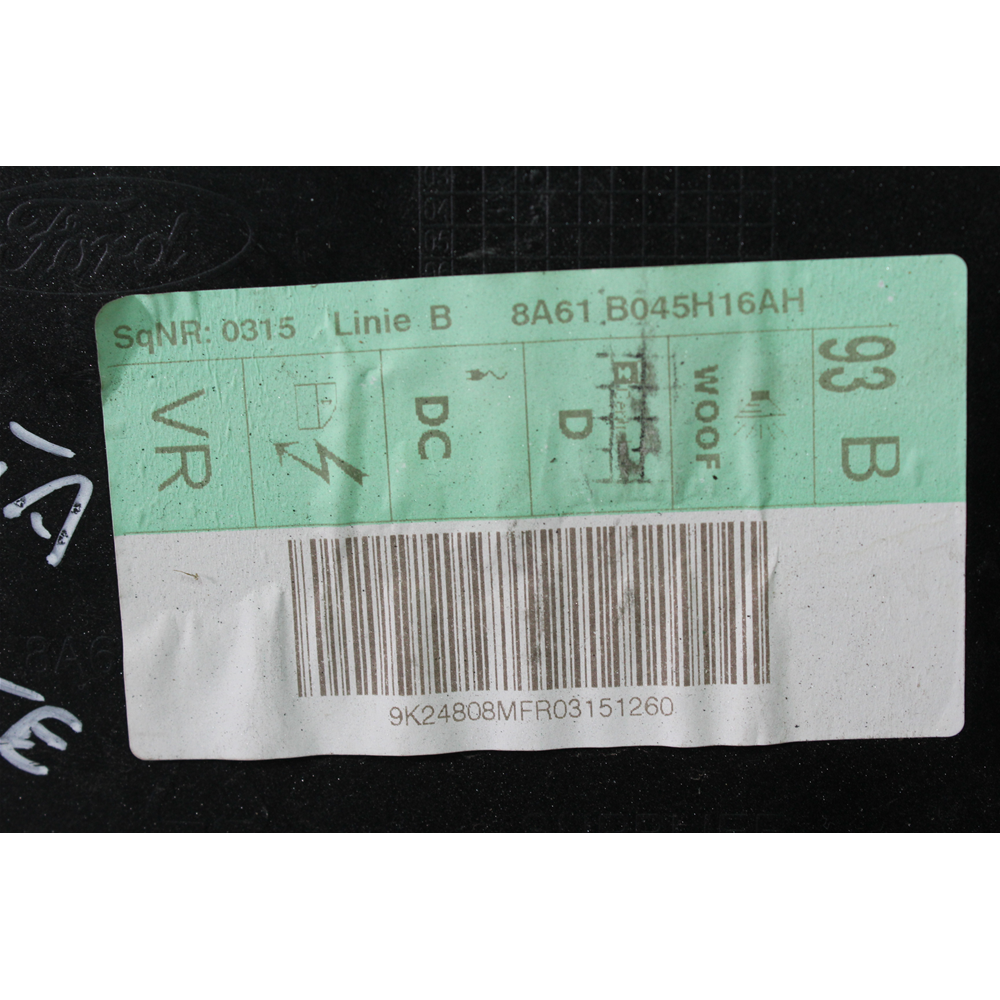 Ford
SqNR: 0315 Linie B 8A61 B045H16AH
VR
DC
D
WOOF
93 B
9K24808MFR03151260